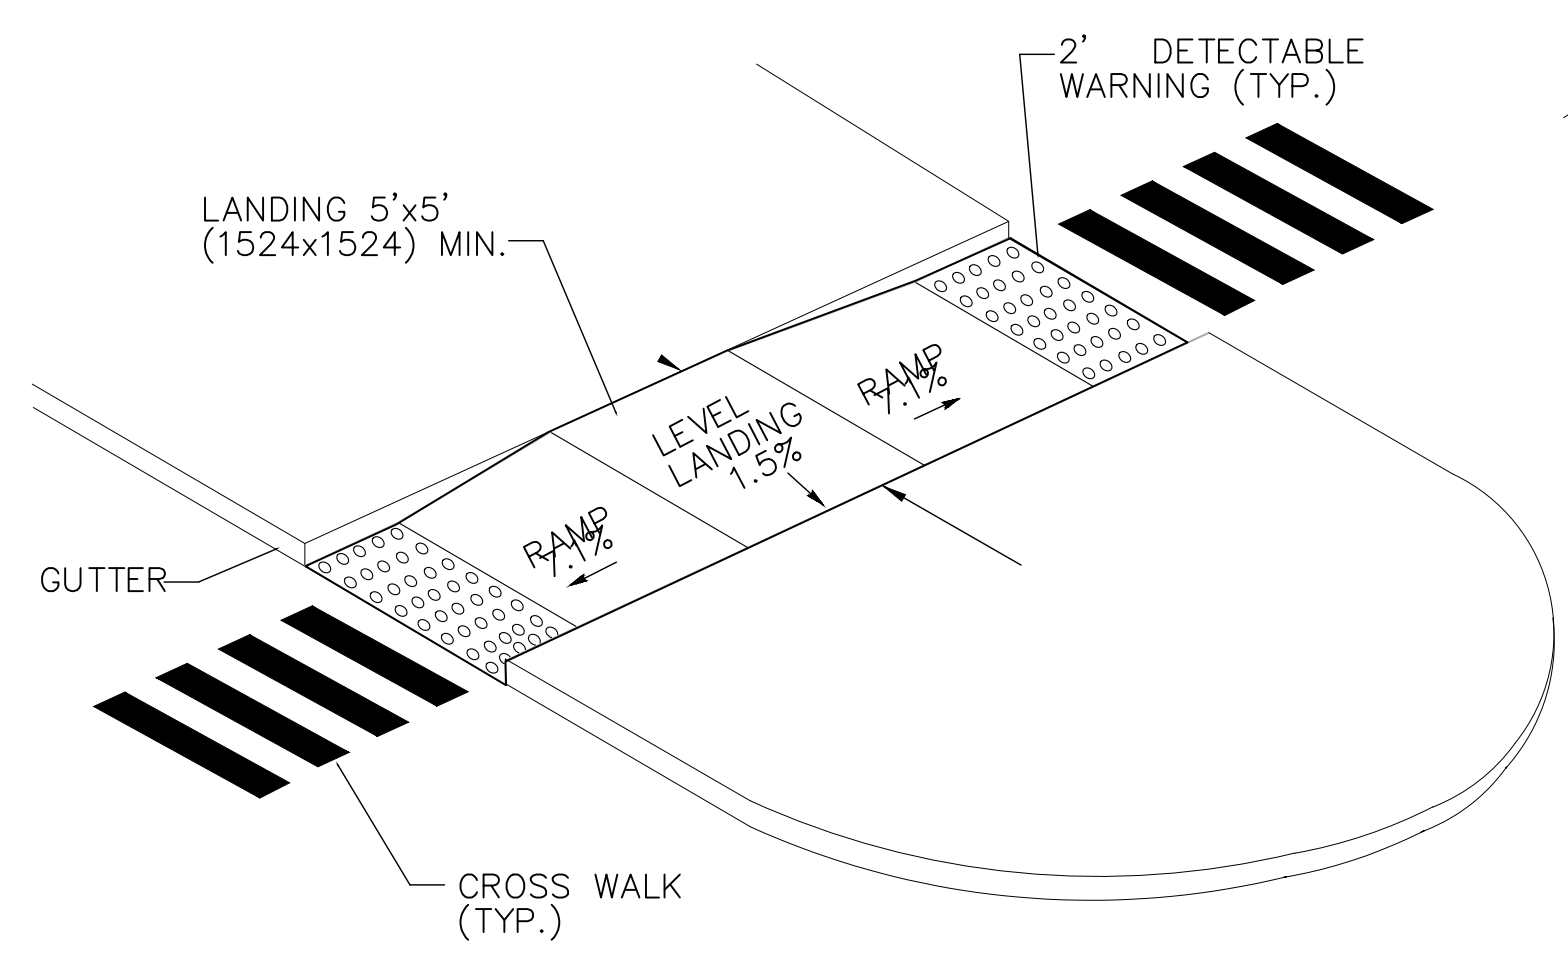 2' DETECTABLE
WARNING (TYP.)
LANDING 5'x5'
(1524x1524) MIN.
RAMP
7.1%
LEVEL
LANDING
1.5%
RAMP
7.1%
GUTTER
CROSS WALK
(TYP.)